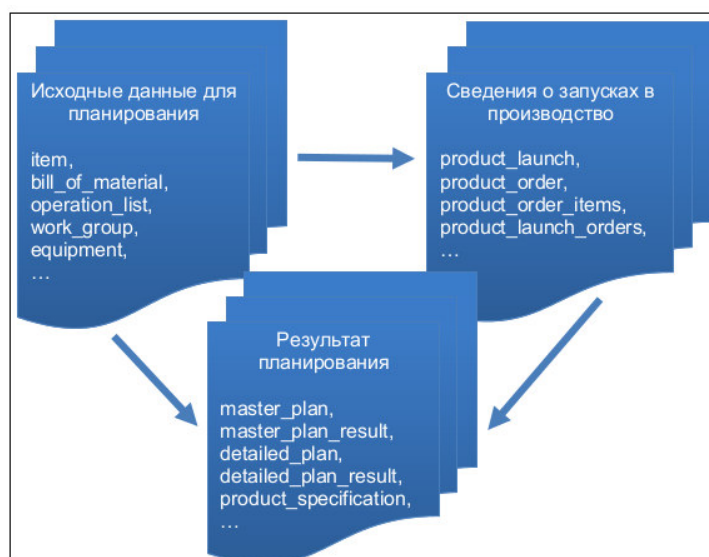 Исходные данные для
планирования
item,
bill_of_material,
operation_list,
work_group,
equipment,
…
Сведения о запусках в
производство
product_launch,
product_order,
product_order_items,
product_launch_orders,
…
Результат
планирования
master_plan,
master_plan_result,
detailed_plan,
detailed_plan_result,
product_specification,
…